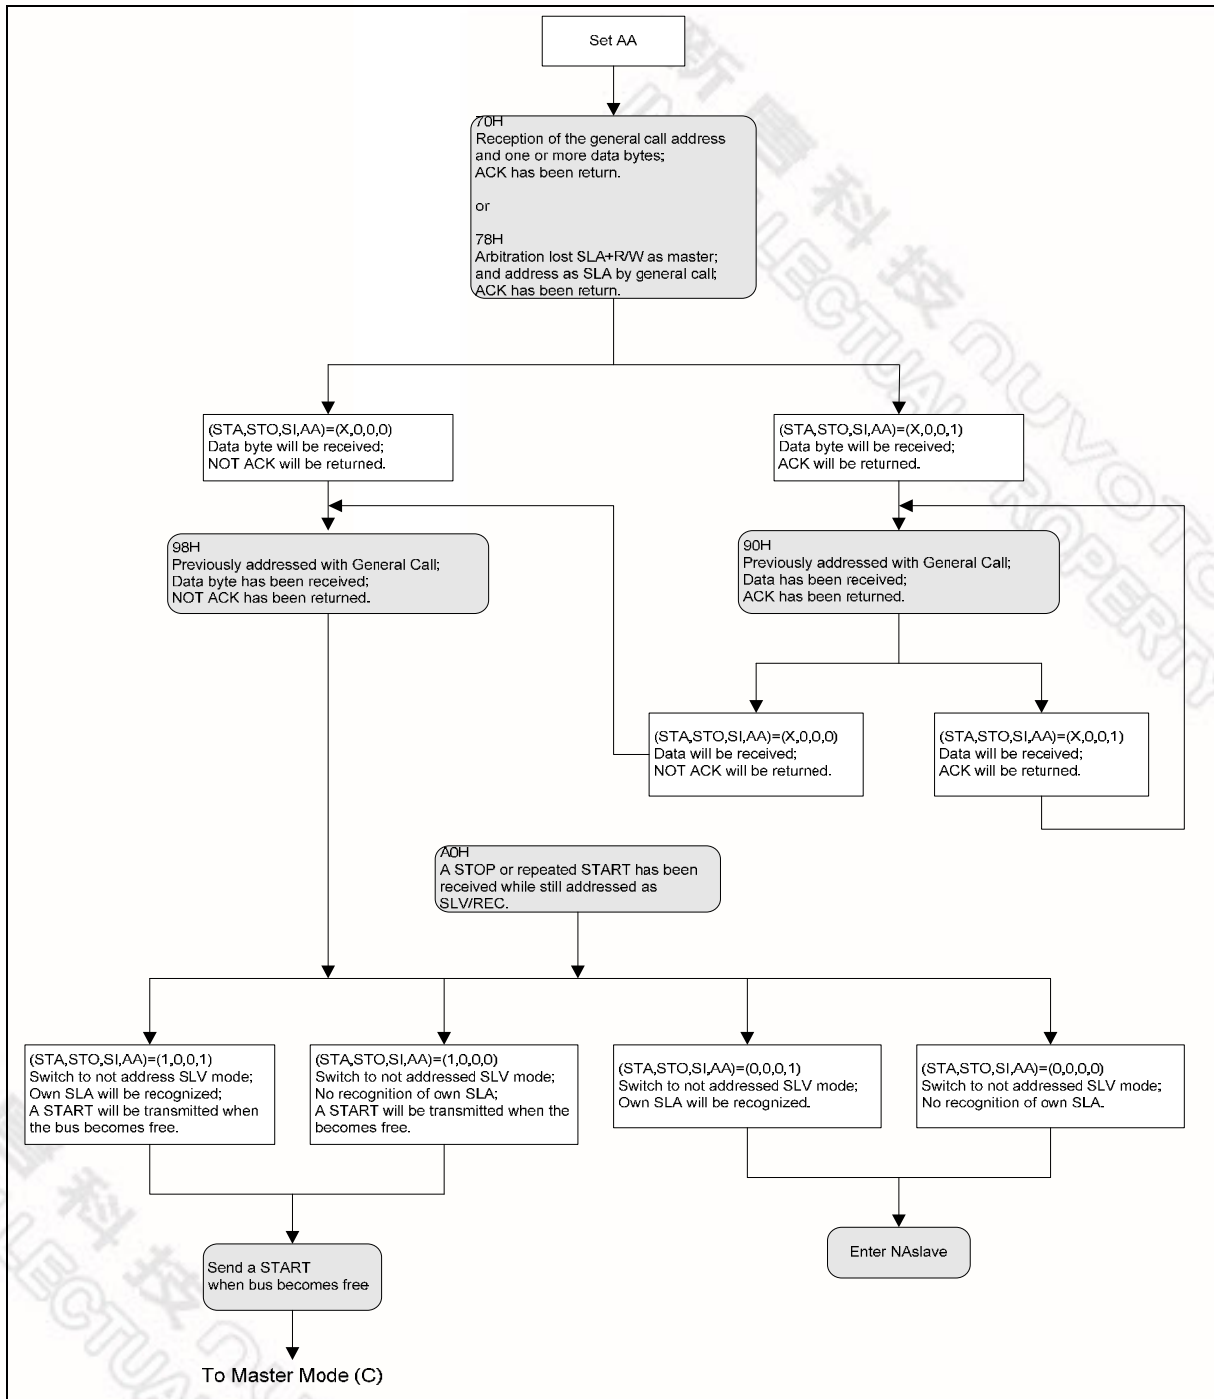 Set AA
70H
Reception of the general call address
and one or more data bytes;
ACK has been return.
or
78H
Arbitration lost SLA+R/W as master;
and address as SLA by general call;
ACK has been return.
(STA,STO,SI,AA)=(X,0,0,0)
Data byte will be received;
NOT ACK will be returned.
(STA,STO,SI,AA)=(X,0,0,1)
Data byte will be received;
ACK will be returned.
98H
Previously addressed with General Call;
Data byte has been received;
NOT ACK has been returned.
90H
Previously addressed with General Call;
Data has been received;
ACK has been returned.
(STA,STO,SI,AA)=(X,0,0,0)
Data will be received;
NOT ACK will be returned.
(STA,STO,SI,AA)=(X,0,0,1)
Data will be received;
ACK will be returned.
A0H
A STOP or repeated START has been
received while still addressed as
SLV/REC.
(STA,STO,SI,AA)=(1,0,0,1)
Switch to not address SLV mode;
Own SLA will be recognized;
A START will be transmitted when
the bus becomes free.
(STA,STO,SI,AA)=(1,0,0,0)
Switch to not addressed SLV mode;
No recognition of own SLA;
A START will be transmitted when the
becomes free.
(STA,STO,SI,AA)=(0,0,0,1)
Switch to not addressed SLV mode;
Own SLA will be recognized.
(STA,STO,SI,AA)=(0,0,0,0)
Switch to not addressed SLV mode;
No recognition of own SLA.
Send a START
when bus becomes free
Enter NAslave
To Master Mode (C)
新唐科技 nuvoTo
LECTUAL ROPERTY
唐科技
LLECTUA